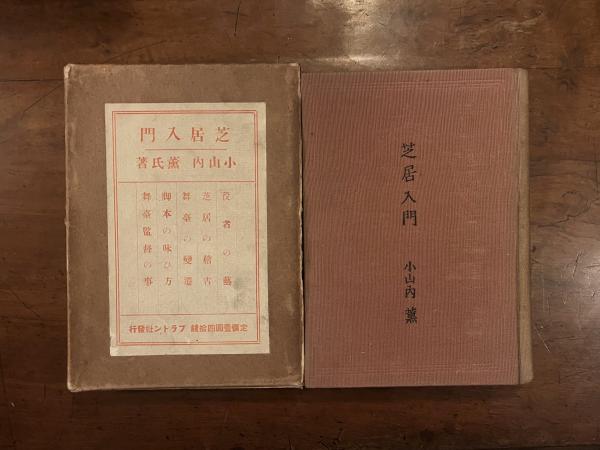 芝居入門
小山内 薫氏著
役者の藝
芝居の稽古
舞臺の變遷
脚本の味ひ方
舞臺監督の事
定價壹圓四拾錢 プラトン社發行
芝居入門
小山内 薫